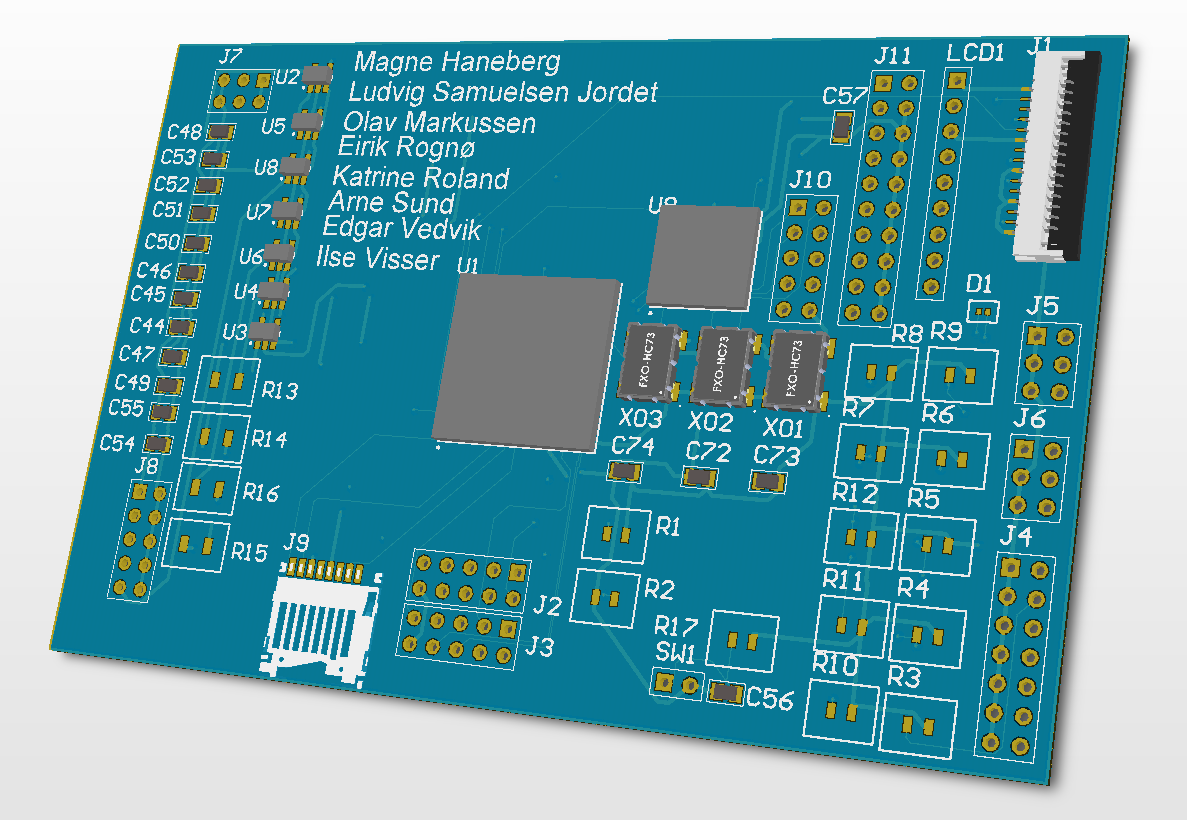 J7
U2
Magne Haneberg
Ludvig Samuelsen Jordet
Olav Markussen
Eirik Rognø
Katrine Roland
Arne Sund
Edgar Vedvik
Ilse Visser
J11
LCD1
J1
C57
U5
C48
C53
U8
C52
C51
U7
C50
U6
C46
C45
U4
C44
U3
C47
C49
C55
C54
J10
U9
U1
D1
J5
R8
R9
FXO-HC73
FXO-HC73
FXO-HC73
XO3
XO2
XO1
R7
R6
J6
C74
C72
C73
R13
R14
J8
R16
R15
R12
R5
J4
J9
R1
R2
J2
J3
R11
R4
R17
SW1
C56
R10
R3